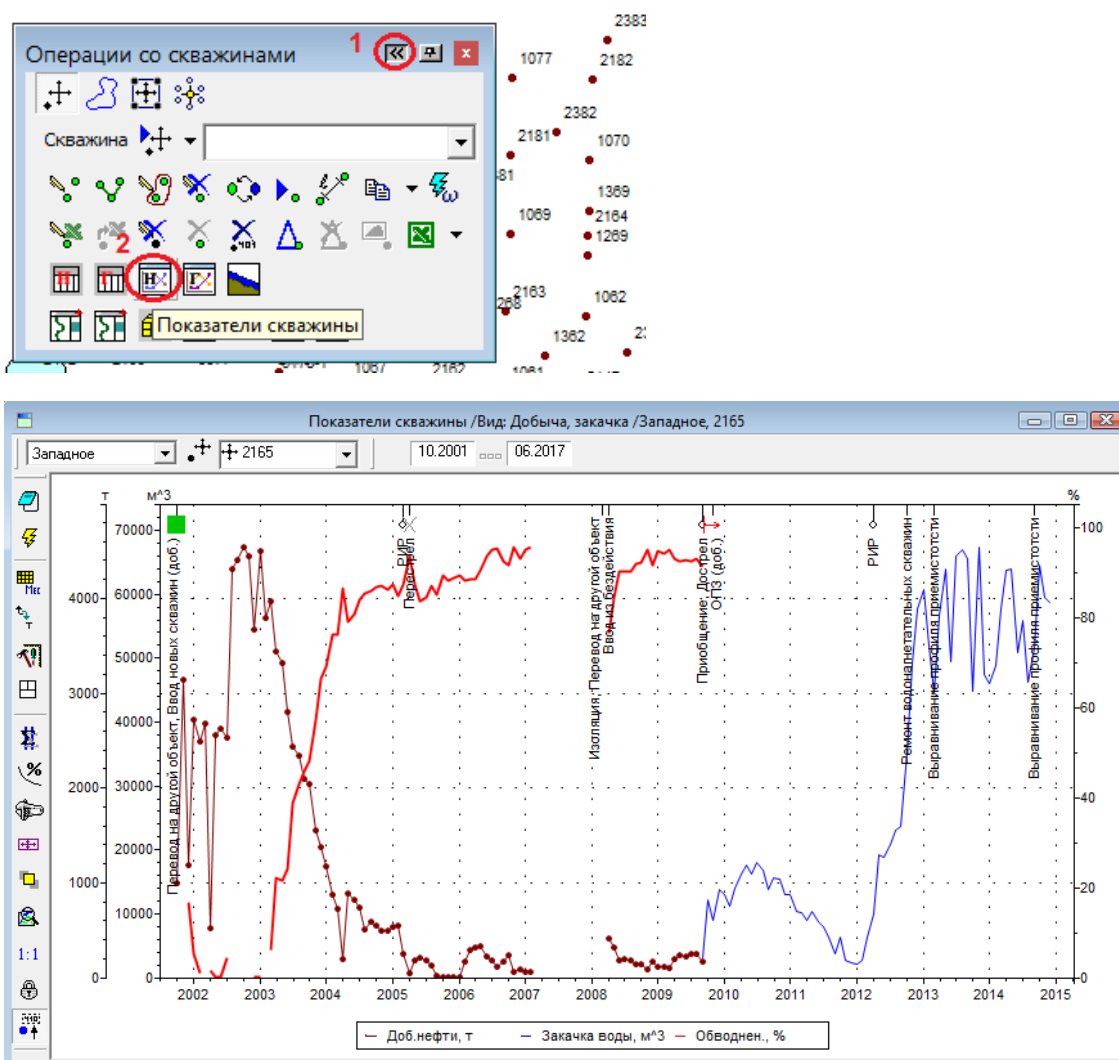 2383
Операции со скважинами
1
1077
2182
2382
Скважина
2181
1070
1369
1069
2164
1269
2
2163
1062
Показатели скважины
1362
1067 2162 1061
Показатели скважины /Вид: Добыча, закачка /Западное, 2165
Западное 2165 10.2001 06.2017
т м^3 %
70000
60000
50000
40000
30000
20000
10000
0
4000
3000
2000
1000
0
100
80
60
40
20
0
Перевод на другой объект, Ввод новых скважин (доб.)
РИР
Перестрел
Изоляция, Перевод на другой объект
Ввод из бездействия
Приобщение, Дострел
ОПЗ (доб.)
РИР
Ремонт водоналнетательных скважин
Выравнивание профиля приемистотсти
Выравнивание профиля приемистотсти
1:1
2002 2003 2004 2005 2006 2007 2008 2009 2010 2011 2012 2013 2014 2015
Доб.нефти, т Закачка воды, м^3 Обводнен., %